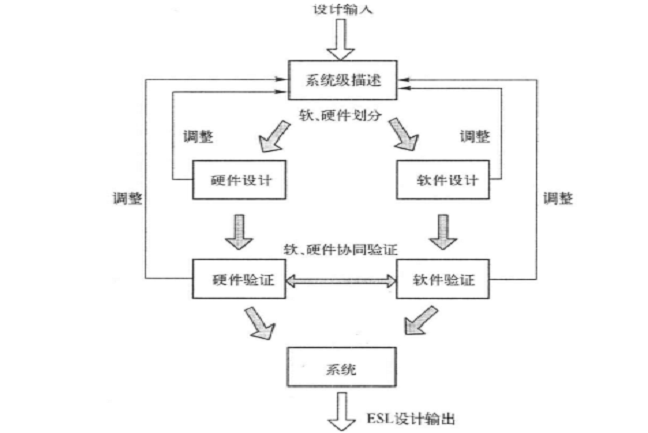 设计输入
系统级描述
软、硬件划分
调整
调整
硬件设计
软件设计
调整
调整
软、硬件协同验证
硬件验证
软件验证
系统
ESL设计输出